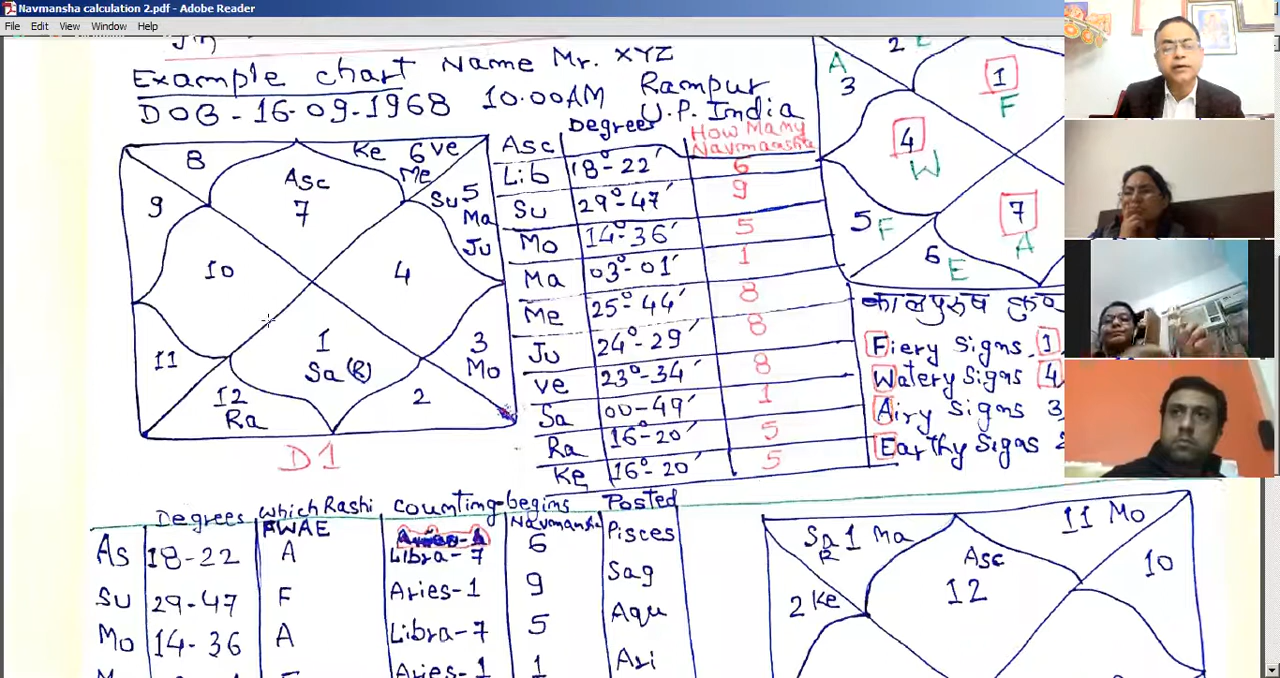 Navmansha calculation 2.pdf - Adobe Reader
File Edit View Window Help
Example chart Name Mr. XYZ
DOB - 16-09-1968 10.00AM Rampur
U.P. India
8
Ke 6 Ve
Me
Asc
7
9
Su 5
Ma
Ju
10
4
11
1
Sa (R)
3
Mo
12
Ra
2
D1
Asc Degrees How Many Navmaansha
Lib 18°-22' 6
Su 29°-47' 9
Mo 14°-36' 5
Ma 03°-01' 1
Me 25°-44' 8
Ju 24°-29 8
Ve 23°-34' 8
Sa 00-49' 1
Ra 16°-20' 5
Ke 16°-20' 5
2 E
A
3
1
F
4
W
5 F
7
A
6 E
Fiery Signs 1
Watery Signs 4
Airy Signs 3
Earthy Signs 2
Degrees which Rashi counting begins Navmansha Posted
FWAE
As 18-22 A Libra-7 6 Pisces
Su 29-47 F Aries-1 9 Sag
Mo 14-36 A Libra-7 5 Aqu
Aries-1 1 Ari
Sa 1 Ma
R
Asc
12
11 Mo
10
2 Ke